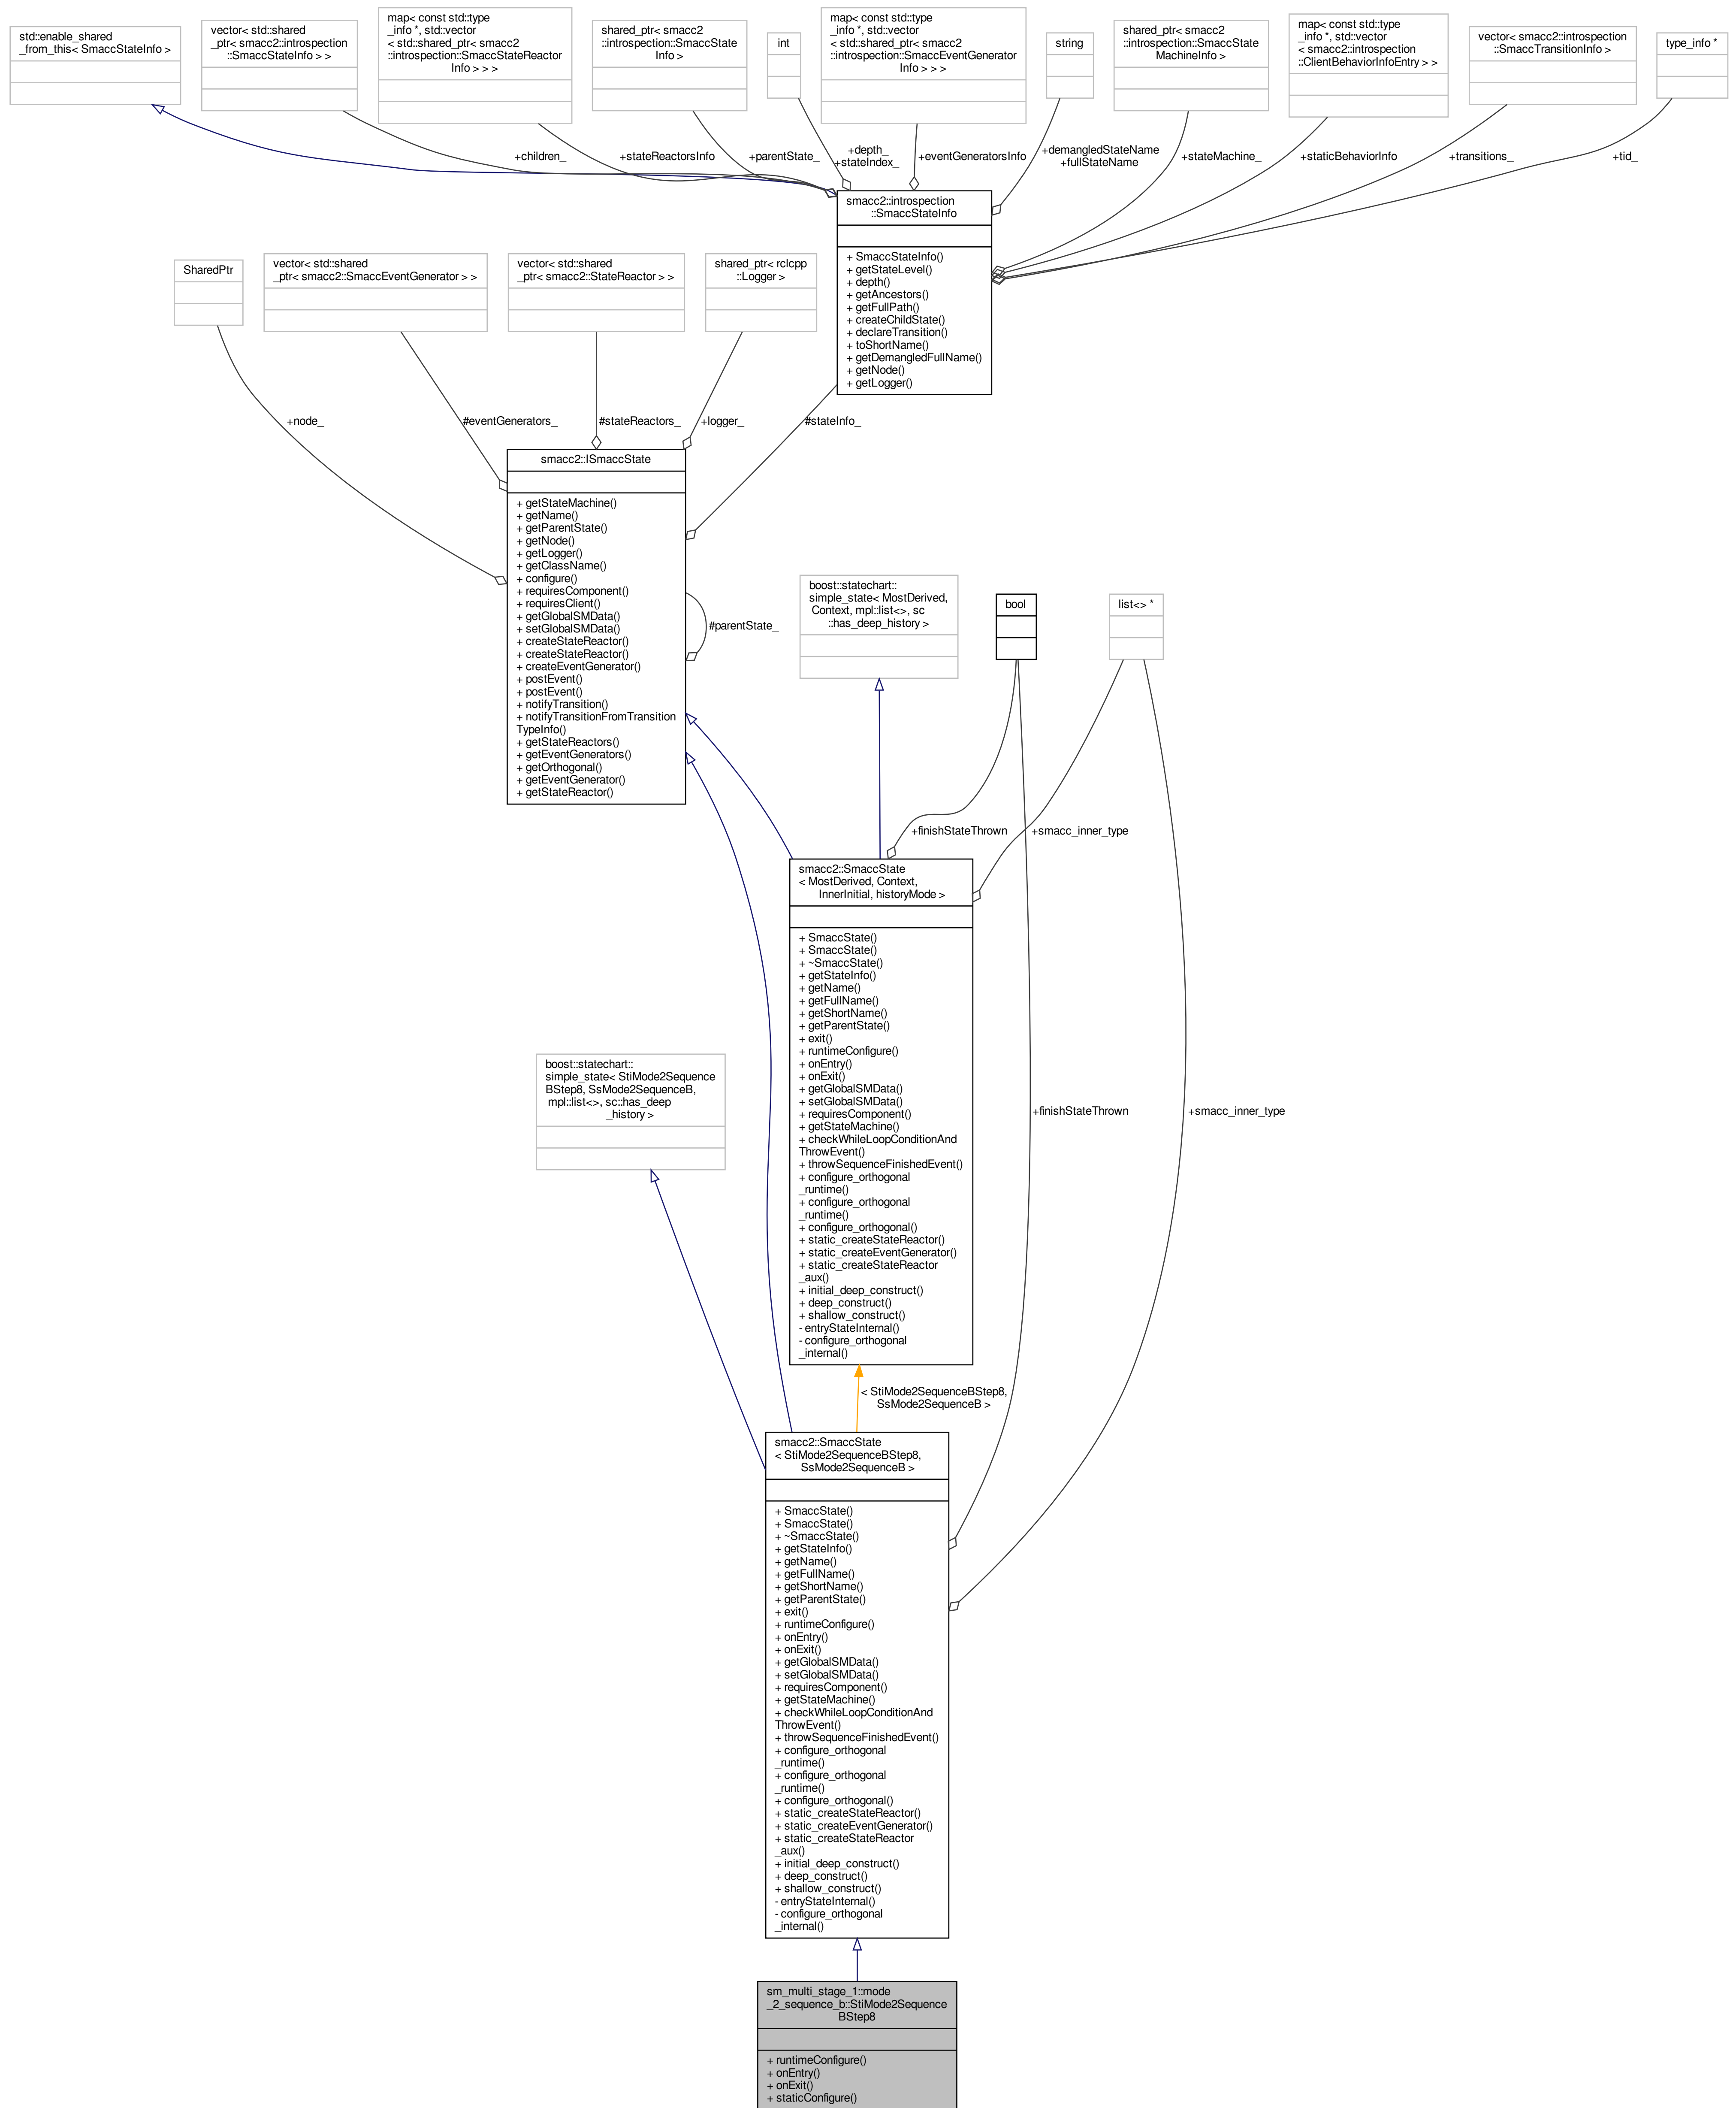 std::enable_shared
_from_this< SmaccStateInfo >
vector< std::shared
_ptr< smacc2::introspection
::SmaccStateInfo > >
map< const std::type
_info *, std::vector
< std::shared_ptr< smacc2
::introspection::SmaccStateReactor
Info > > >
shared_ptr< smacc2
::introspection::SmaccState
Info >
int
map< const std::type
_info *, std::vector
< std::shared_ptr< smacc2
::introspection::SmaccEventGenerator
Info > > >
string
shared_ptr< smacc2
::introspection::SmaccState
MachineInfo >
map< const std::type
_info *, std::vector
< smacc2::introspection
::ClientBehaviorInfoEntry > >
vector< smacc2::introspection
::SmaccTransitionInfo >
type_info *
+children_
+stateReactorsInfo
+parentState_
+depth_
+stateIndex_
+eventGeneratorsInfo
+demangledStateName
+fullStateName
+stateMachine_
+staticBehaviorInfo
+transitions_
+tid_
smacc2::introspection
::SmaccStateInfo
+ SmaccStateInfo()
+ getStateLevel()
+ depth()
+ getAncestors()
+ getFullPath()
+ createChildState()
+ declareTransition()
+ toShortName()
+ getDemangledFullName()
+ getNode()
+ getLogger()
SharedPtr
vector< std::shared
_ptr< smacc2::SmaccEventGenerator > >
vector< std::shared
_ptr< smacc2::StateReactor > >
shared_ptr< rclcpp
::Logger >
+node_
#eventGenerators_
#stateReactors_
+logger_
#stateInfo_
smacc2::ISmaccState
+ getStateMachine()
+ getName()
+ getParentState()
+ getNode()
+ getLogger()
+ getClassName()
+ configure()
+ requiresComponent()
+ requiresClient()
+ getGlobalSMData()
+ setGlobalSMData()
+ createStateReactor()
+ createStateReactor()
+ createEventGenerator()
+ postEvent()
+ postEvent()
+ notifyTransition()
+ notifyTransitionFromTransition
TypeInfo()
+ getStateReactors()
+ getEventGenerators()
+ getOrthogonal()
+ getEventGenerator()
+ getStateReactor()
#parentState_
boost::statechart::
simple_state< MostDerived,
Context, mpl::list<>, sc
::has_deep_history >
bool
list<> *
+finishStateThrown
+smacc_inner_type
smacc2::SmaccState
< MostDerived, Context,
InnerInitial, historyMode >
+ SmaccState()
+ SmaccState()
+ ~SmaccState()
+ getStateInfo()
+ getName()
+ getFullName()
+ getShortName()
+ getParentState()
+ exit()
+ runtimeConfigure()
+ onEntry()
+ onExit()
+ getGlobalSMData()
+ setGlobalSMData()
+ requiresComponent()
+ getStateMachine()
+ checkWhileLoopConditionAnd
ThrowEvent()
+ throwSequenceFinishedEvent()
+ configure_orthogonal
_runtime()
+ configure_orthogonal
_runtime()
+ configure_orthogonal()
+ static_createStateReactor()
+ static_createEventGenerator()
+ static_createStateReactor
_aux()
+ initial_deep_construct()
+ deep_construct()
+ shallow_construct()
- entryStateInternal()
- configure_orthogonal
_internal()
boost::statechart::
simple_state< StiMode2Sequence
BStep8, SsMode2SequenceB,
mpl::list<>, sc::has_deep
_history >
+finishStateThrown
+smacc_inner_type
< StiMode2SequenceBStep8,
SsMode2SequenceB >
smacc2::SmaccState
< StiMode2SequenceBStep8,
SsMode2SequenceB >
+ SmaccState()
+ SmaccState()
+ ~SmaccState()
+ getStateInfo()
+ getName()
+ getFullName()
+ getShortName()
+ getParentState()
+ exit()
+ runtimeConfigure()
+ onEntry()
+ onExit()
+ getGlobalSMData()
+ setGlobalSMData()
+ requiresComponent()
+ getStateMachine()
+ checkWhileLoopConditionAnd
ThrowEvent()
+ throwSequenceFinishedEvent()
+ configure_orthogonal
_runtime()
+ configure_orthogonal
_runtime()
+ configure_orthogonal()
+ static_createStateReactor()
+ static_createEventGenerator()
+ static_createStateReactor
_aux()
+ initial_deep_construct()
+ deep_construct()
+ shallow_construct()
- entryStateInternal()
- configure_orthogonal
_internal()
sm_multi_stage_1::mode
_2_sequence_b::StiMode2Sequence
BStep8
+ runtimeConfigure()
+ onEntry()
+ onExit()
+ staticConfigure()